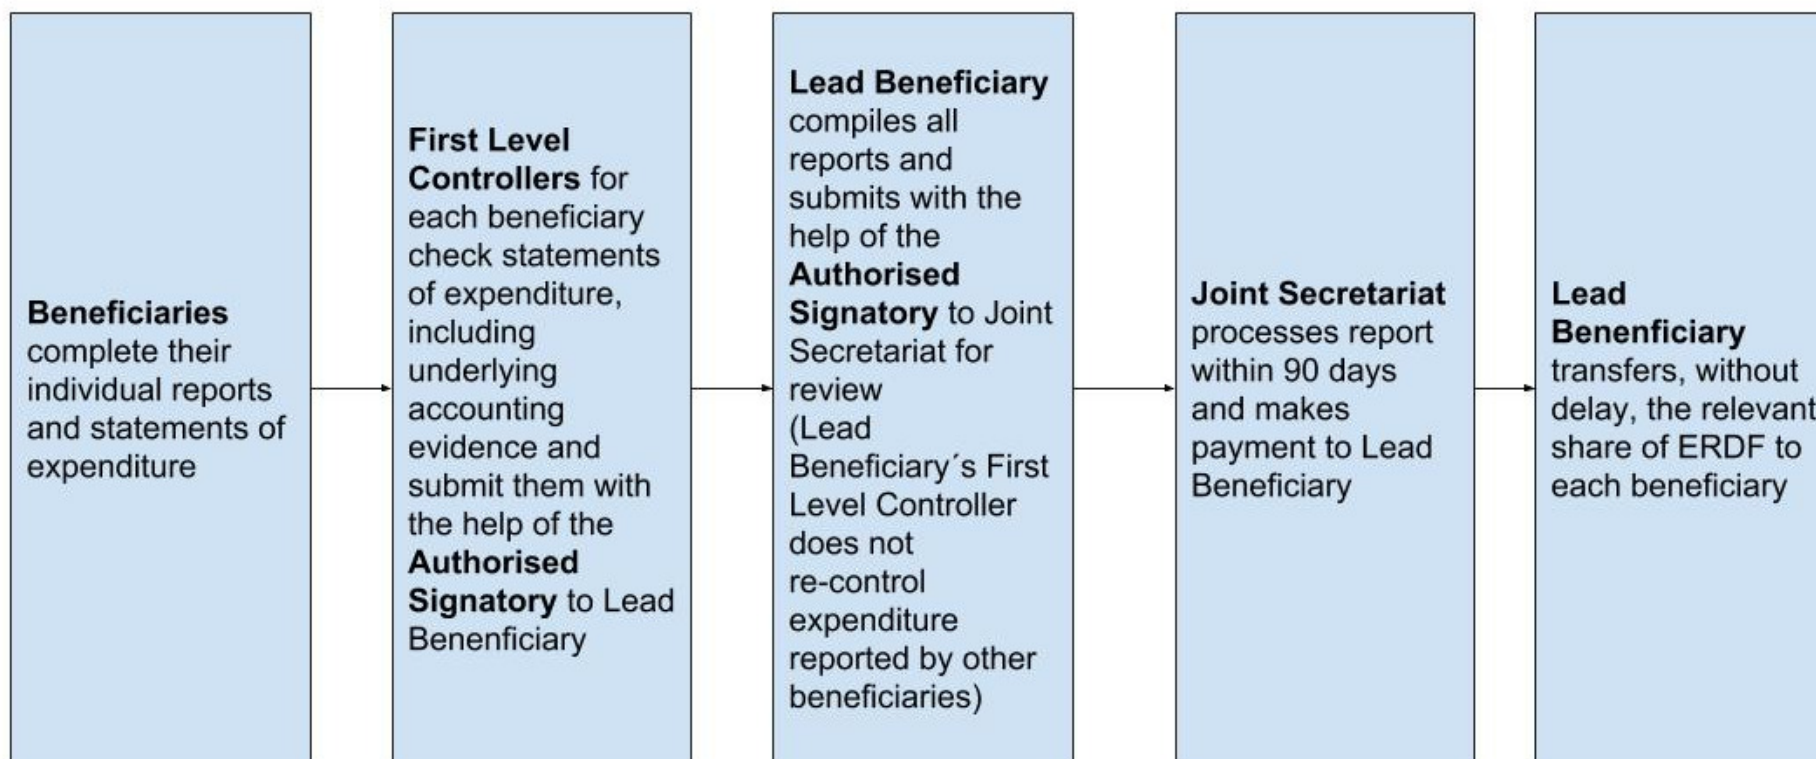 Beneficiaries
complete their
individual reports
and statements of
expenditure
First Level
Controllers for
each beneficiary
check statements
of expenditure,
including
underlying
accounting
evidence and
submit them with
the help of the
Authorised
Signatory to Lead
Benenficiary
Lead Beneficiary
compiles all
reports and
submits with the
help of the
Authorised
Signatory to Joint
Secretariat for
review
(Lead
Beneficiary´s First
Level Controller
does not
re-control
expenditure
reported by other
beneficiaries)
Joint Secretariat
processes report
within 90 days
and makes
payment to Lead
Beneficiary
Lead
Benenficiary
transfers, without
delay, the relevant
share of ERDF to
each beneficiary